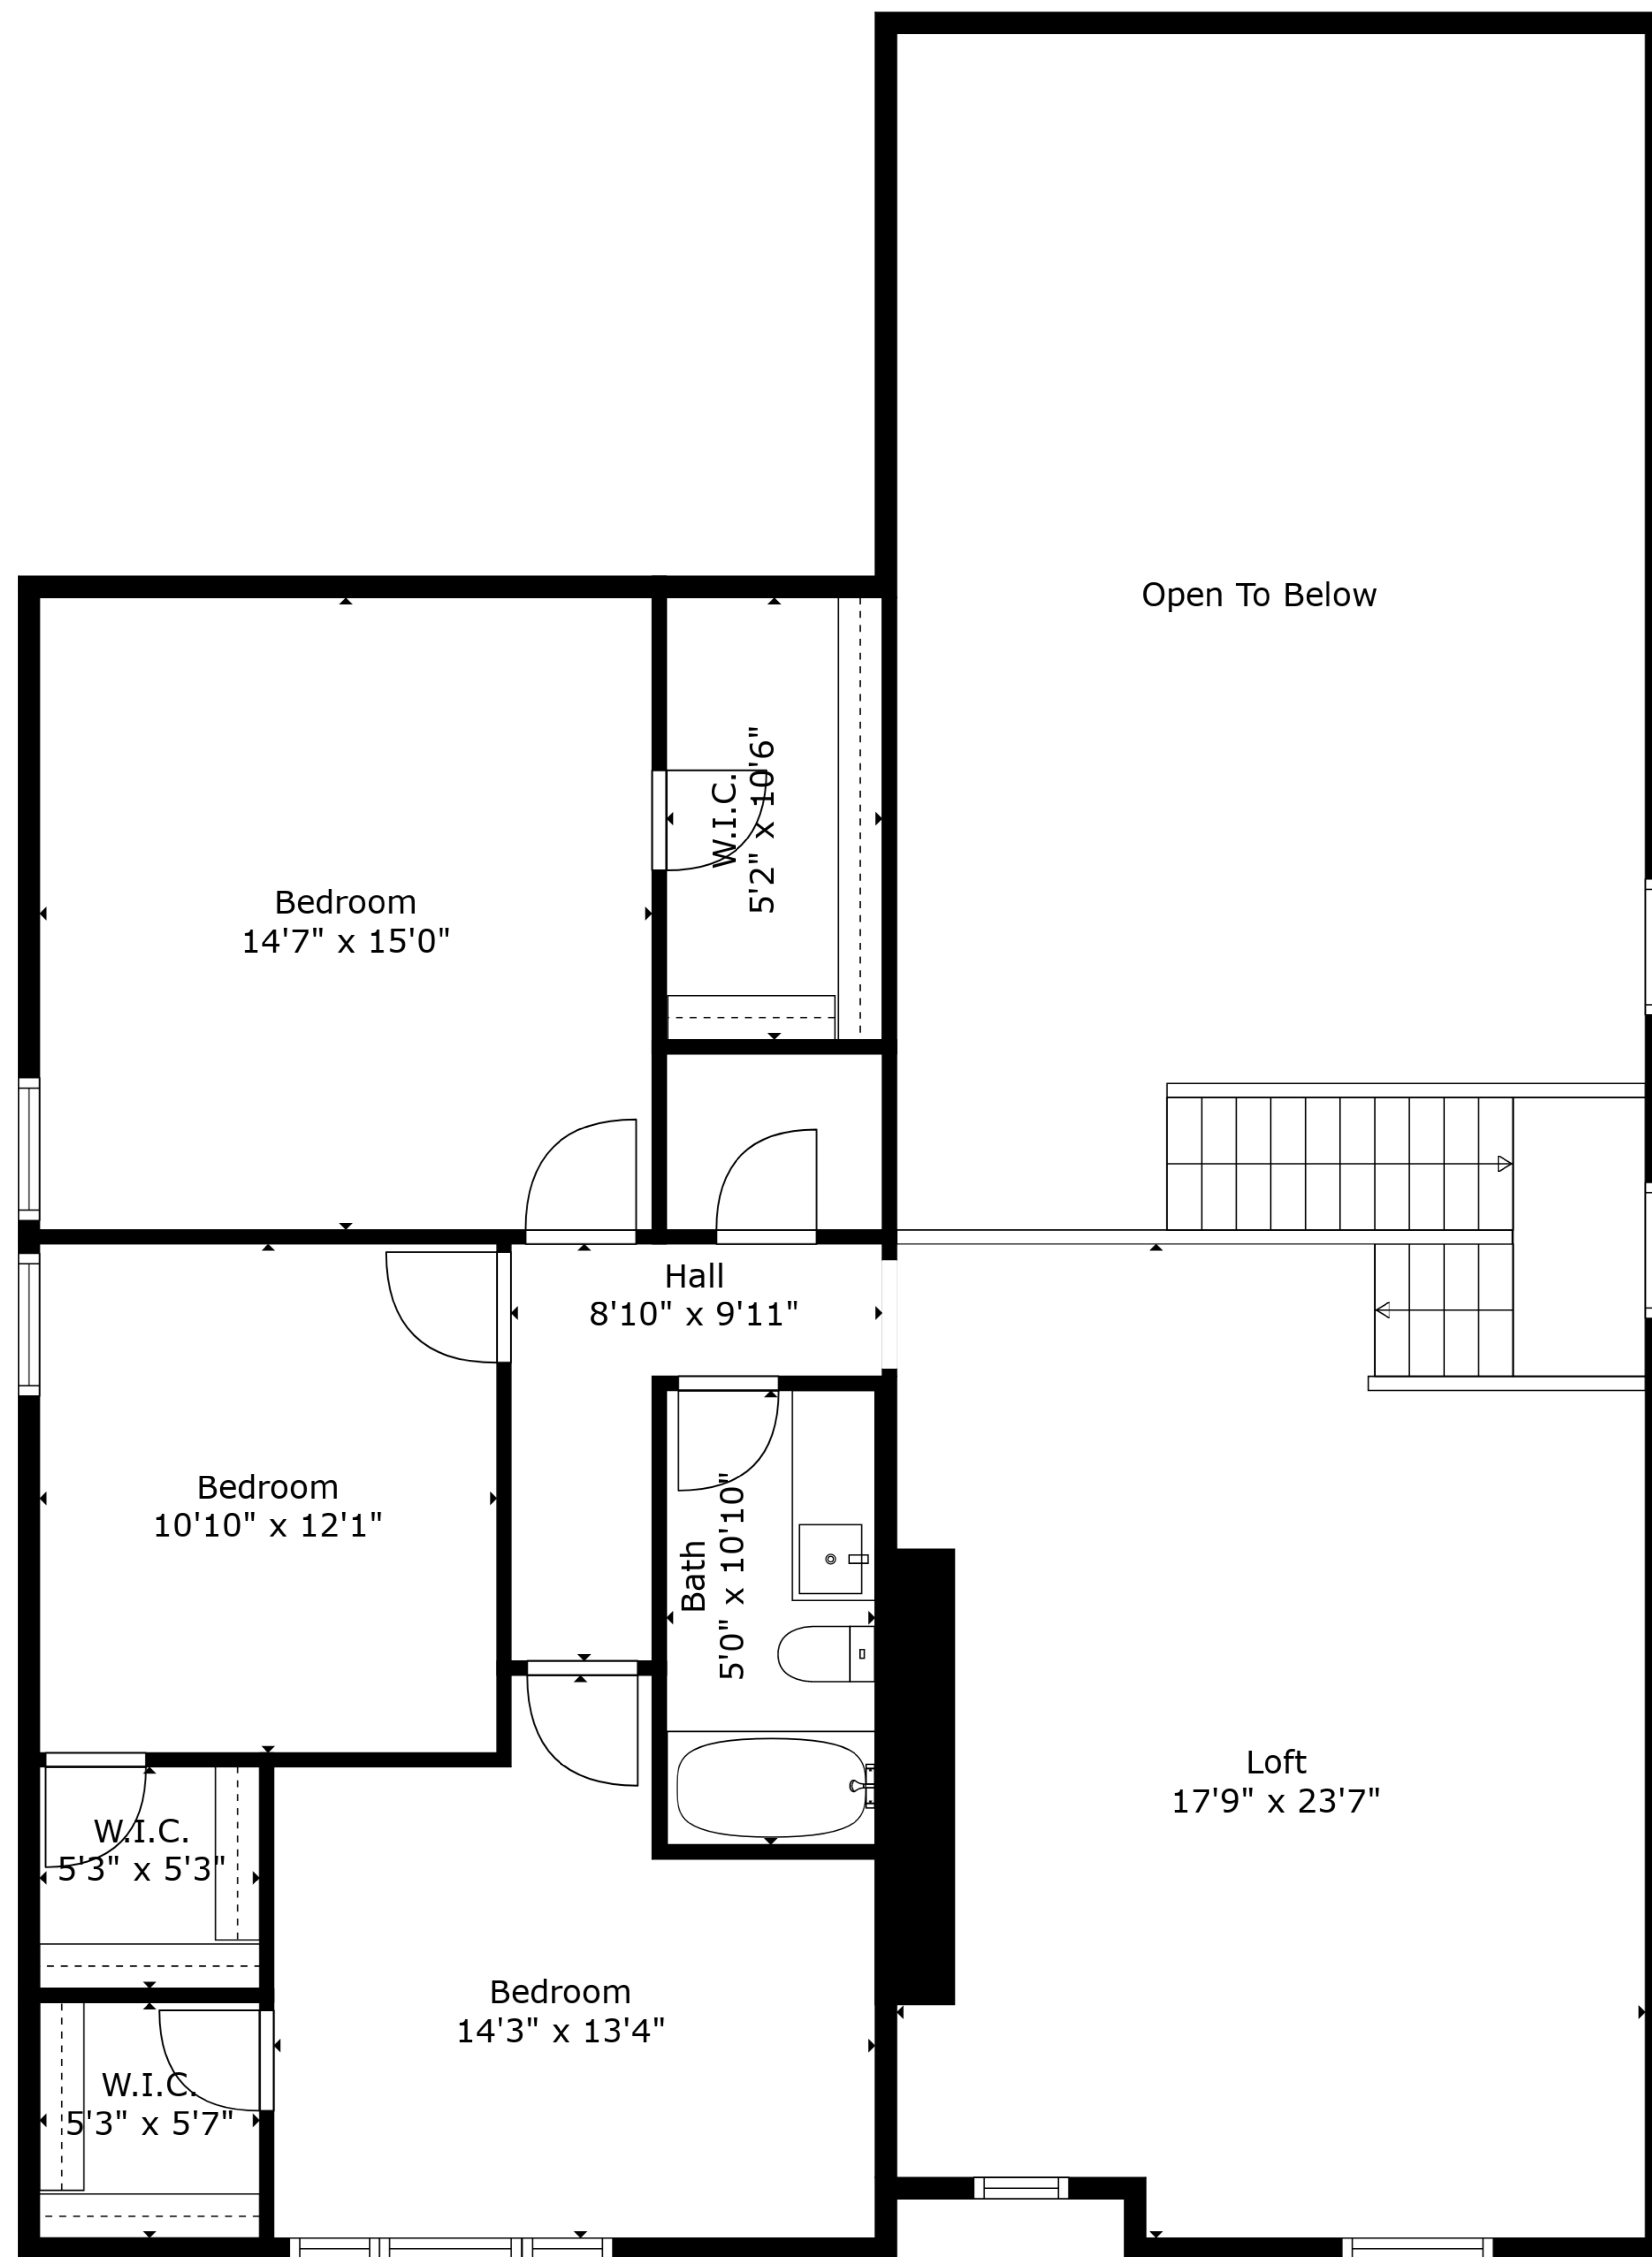 Open To Below
W.I.C.
5'2" x 10'6"
Bedroom
14'7" x 15'0"
Hall
8'10" x 9'11"
Bedroom
10'10" x 12'1"
Bath
5'0" x 10'10"
Loft
17'9" x 23'7"
W.I.C.
5'3" x 5'3"
Bedroom
14'3" x 13'4"
W.I.C.
5'3" x 5'7"